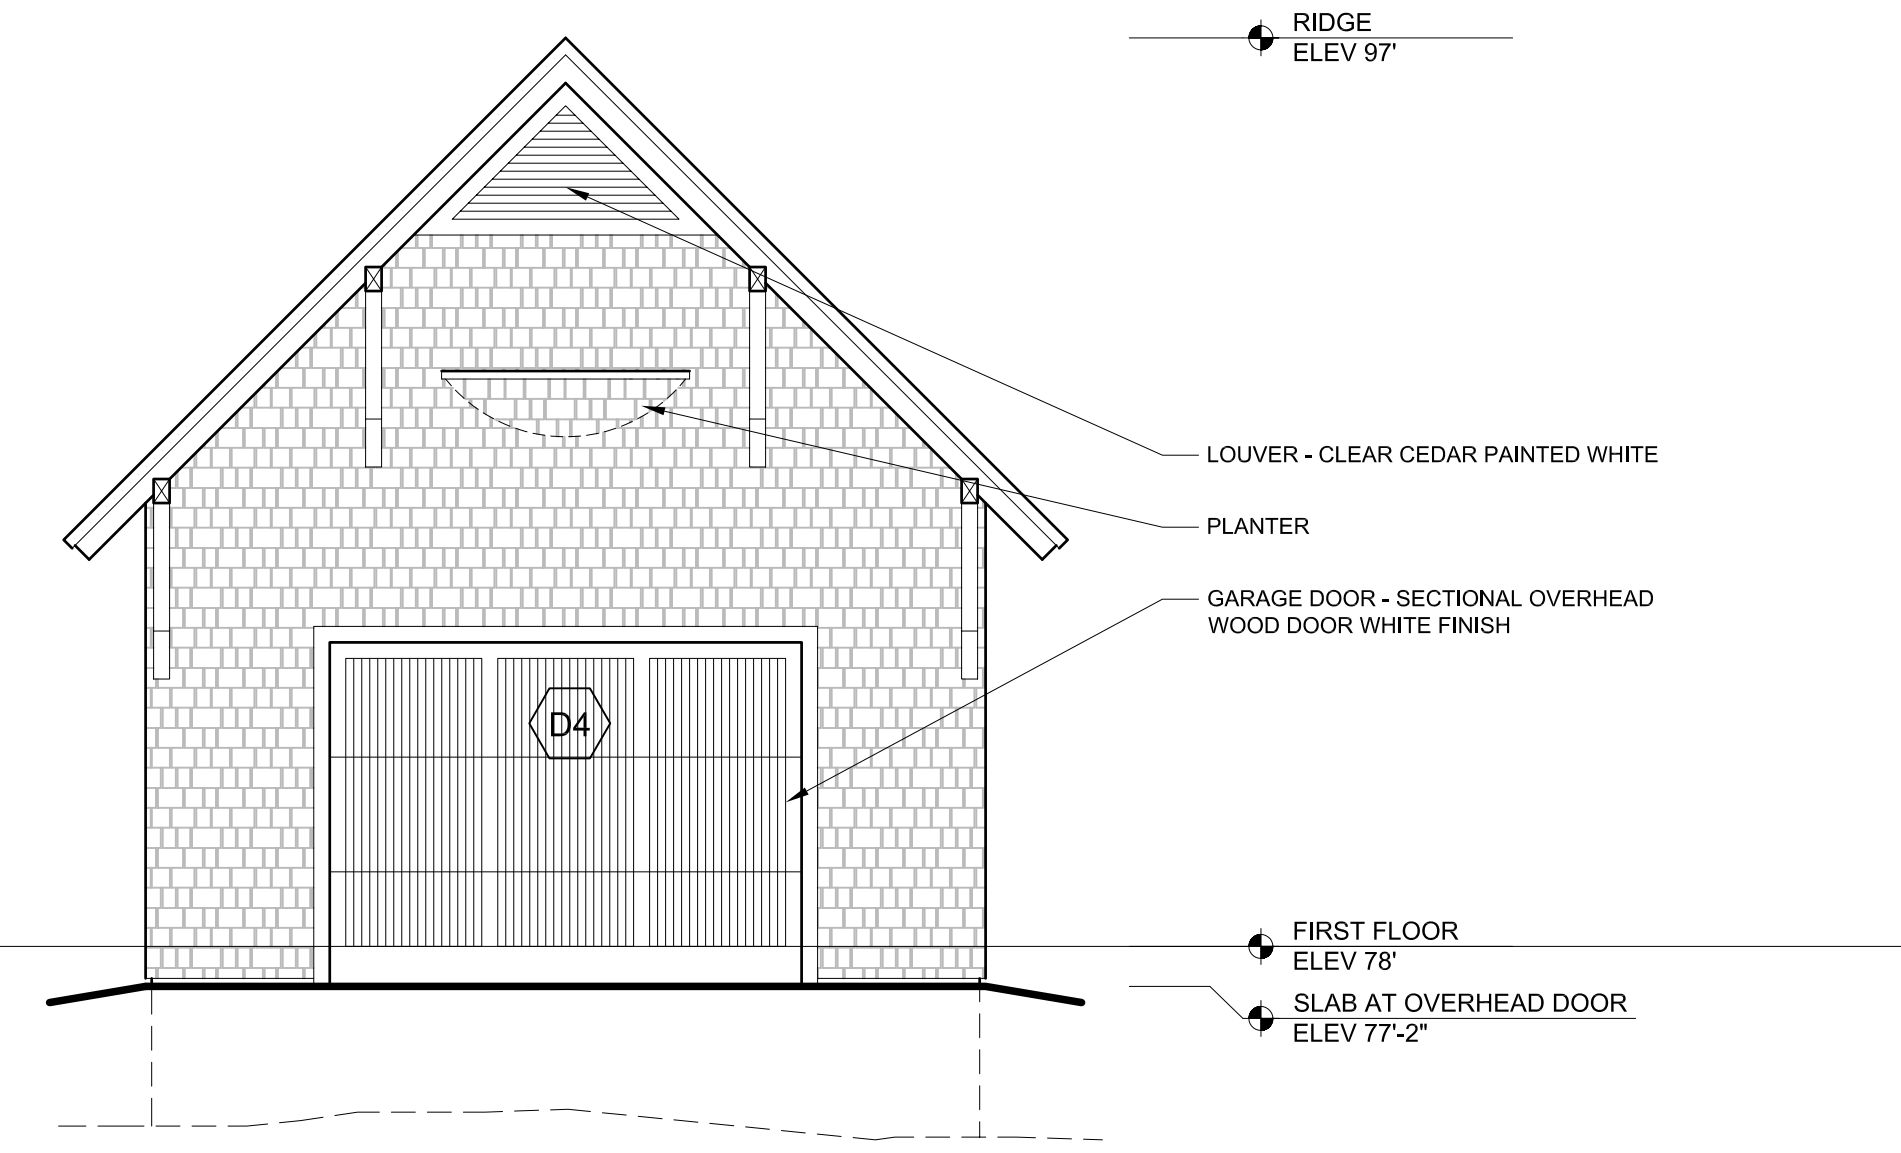 RIDGE
ELEV 97'
LOUVER - CLEAR CEDAR PAINTED WHITE
PLANTER
GARAGE DOOR - SECTIONAL OVERHEAD
WOOD DOOR WHITE FINISH
D4
FIRST FLOOR
ELEV 78'
SLAB AT OVERHEAD DOOR
ELEV 77'-2"